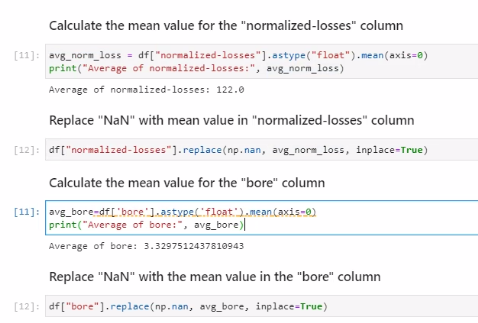 Calculate the mean value for the "normalized-losses" column
[11]: avg_norm_loss = df["normalized-losses"].astype("float").mean(axis=0)
print("Average of normalized-losses:", avg_norm_loss)
Average of normalized-losses: 122.0
Replace "NaN" with mean value in "normalized-losses" column
[12]: df["normalized-losses"].replace(np.nan, avg_norm_loss, inplace=True)
Calculate the mean value for the "bore" column
[11]: avg_bore=df['bore'].astype('float').mean(axis=0)
print("Average of bore:", avg_bore)
Average of bore: 3.3297512437810943
Replace "NaN" with the mean value in the "bore" column
[12]: df["bore"].replace(np.nan, avg_bore, inplace=True)